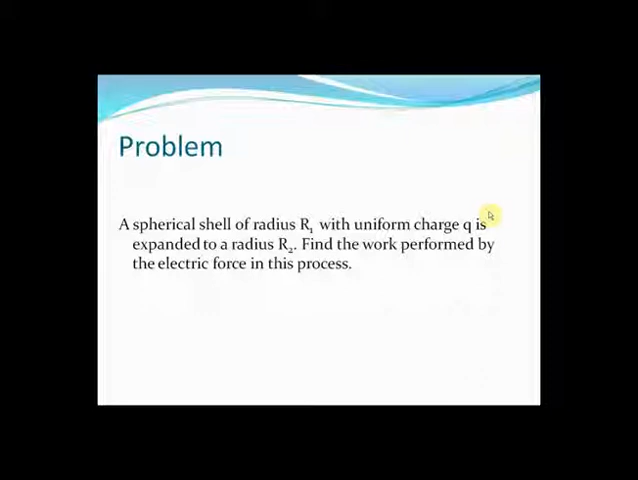 Problem
A spherical shell of radius R₁ with uniform charge q is
expanded to a radius R₂. Find the work performed by
the electric force in this process.